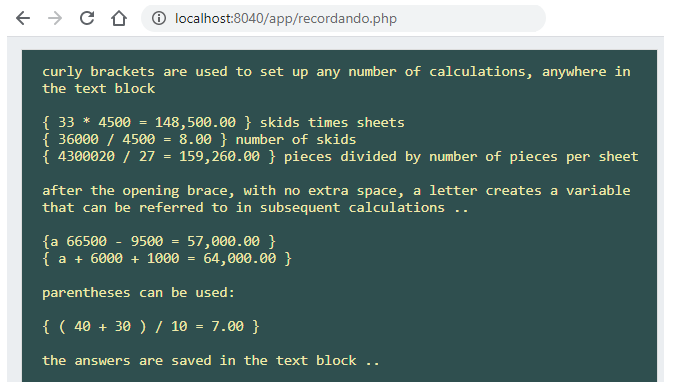 localhost:8040/app/recordando.php
curly brackets are used to set up any number of calculations, anywhere in
the text block
{ 33 * 4500 = 148,500.00 } skids times sheets
{ 36000 / 4500 = 8.00 } number of skids
{ 4300020 / 27 = 159,260.00 } pieces divided by number of pieces per sheet
after the opening brace, with no extra space, a letter creates a variable
that can be referred to in subsequent calculations ..
{a 66500 - 9500 = 57,000.00 }
{ a + 6000 + 1000 = 64,000.00 }
parentheses can be used:
{ ( 40 + 30 ) / 10 = 7.00 }
the answers are saved in the text block ..